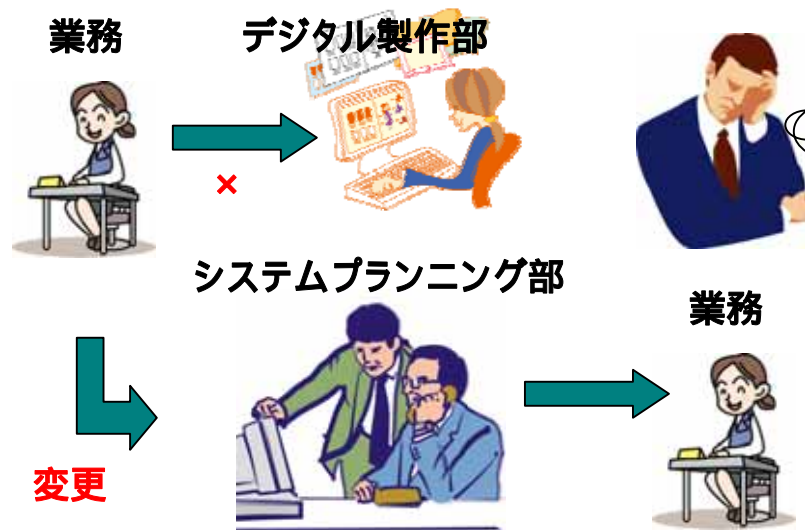 業務
デジタル製作部
×
システムプランニング部
業務
変更